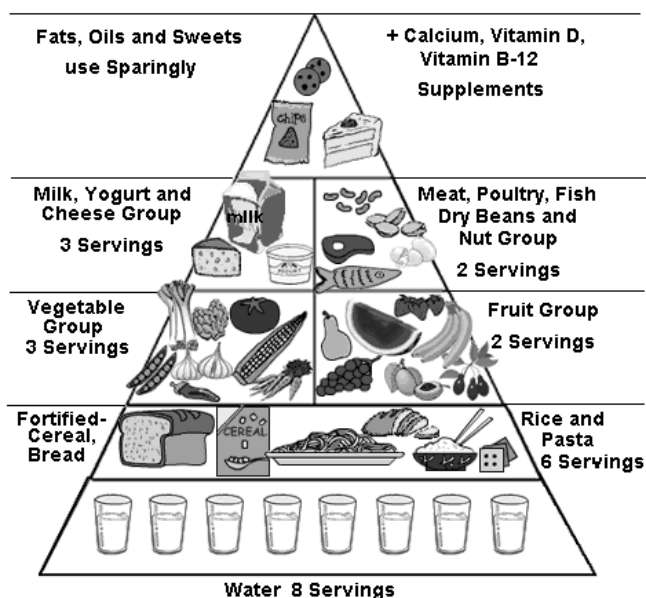 Fats, Oils and Sweets
use Sparingly
+ Calcium, Vitamin D,
Vitamin B-12
Supplements
chips
Milk, Yogurt and
Cheese Group
3 Servings
milk
YOGURT
Meat, Poultry, Fish
Dry Beans and
Nut Group
2 Servings
Vegetable
Group
3 Servings
Fruit Group
2 Servings
Fortified-
Cereal,
Bread
CEREAL
Rice and
Pasta
6 Servings
Water 8 Servings